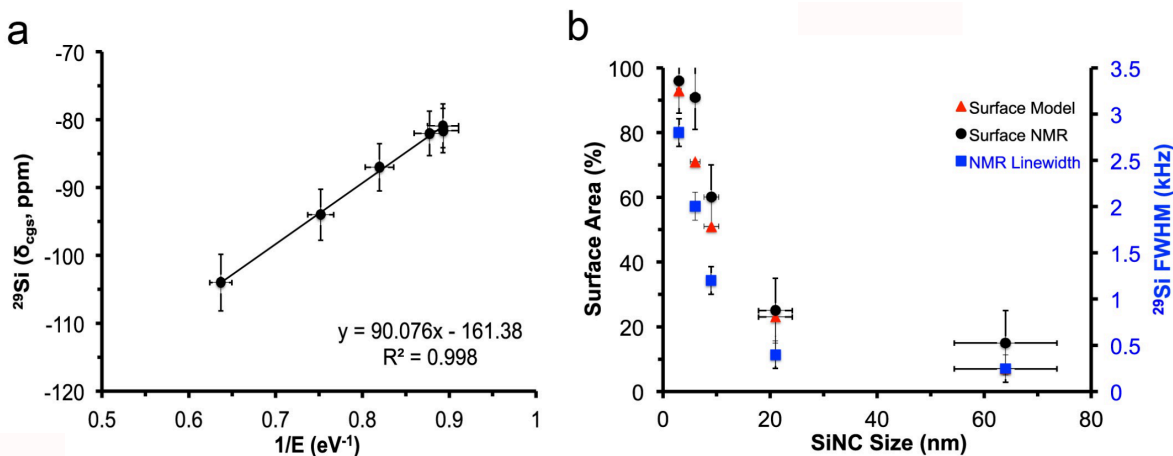 a
-70
-80
-90
-100
-110
-120
²⁹Si (δcgs, ppm)
y = 90.076x - 161.38
R² = 0.998
0.5 0.6 0.7 0.8 0.9 1
1/E (eV⁻¹)
b
100
80
60
40
20
0
Surface Area (%)
Surface Model
Surface NMR
NMR Linewidth
3.5
3
2.5
2
1.5
1
0.5
0
²⁹Si FWHM (kHz)
0 20 40 60 80
SiNC Size (nm)